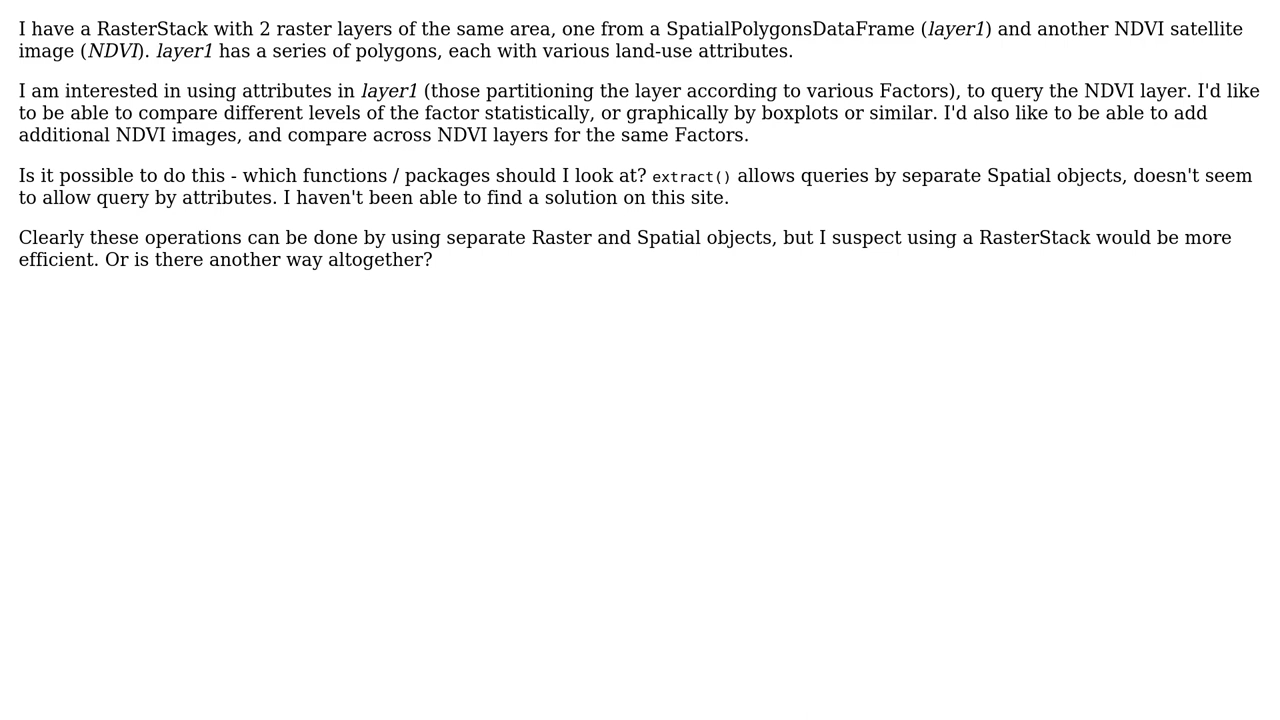 I have a RasterStack with 2 raster layers of the same area, one from a SpatialPolygonsDataFrame (layer1) and another NDVI satellite
image (NDVI). layer1 has a series of polygons, each with various land-use attributes.
I am interested in using attributes in layer1 (those partitioning the layer according to various Factors), to query the NDVI layer. I'd like
to be able to compare different levels of the factor statistically, or graphically by boxplots or similar. I'd also like to be able to add
additional NDVI images, and compare across NDVI layers for the same Factors.
Is it possible to do this - which functions / packages should I look at? extract() allows queries by separate Spatial objects, doesn't seem
to allow query by attributes. I haven't been able to find a solution on this site.
Clearly these operations can be done by using separate Raster and Spatial objects, but I suspect using a RasterStack would be more
efficient. Or is there another way altogether?